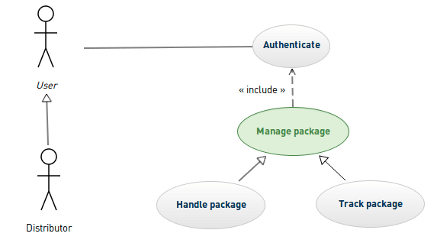 Authenticate
User
« include »
Manage package
Handle package
Track package
Distributor